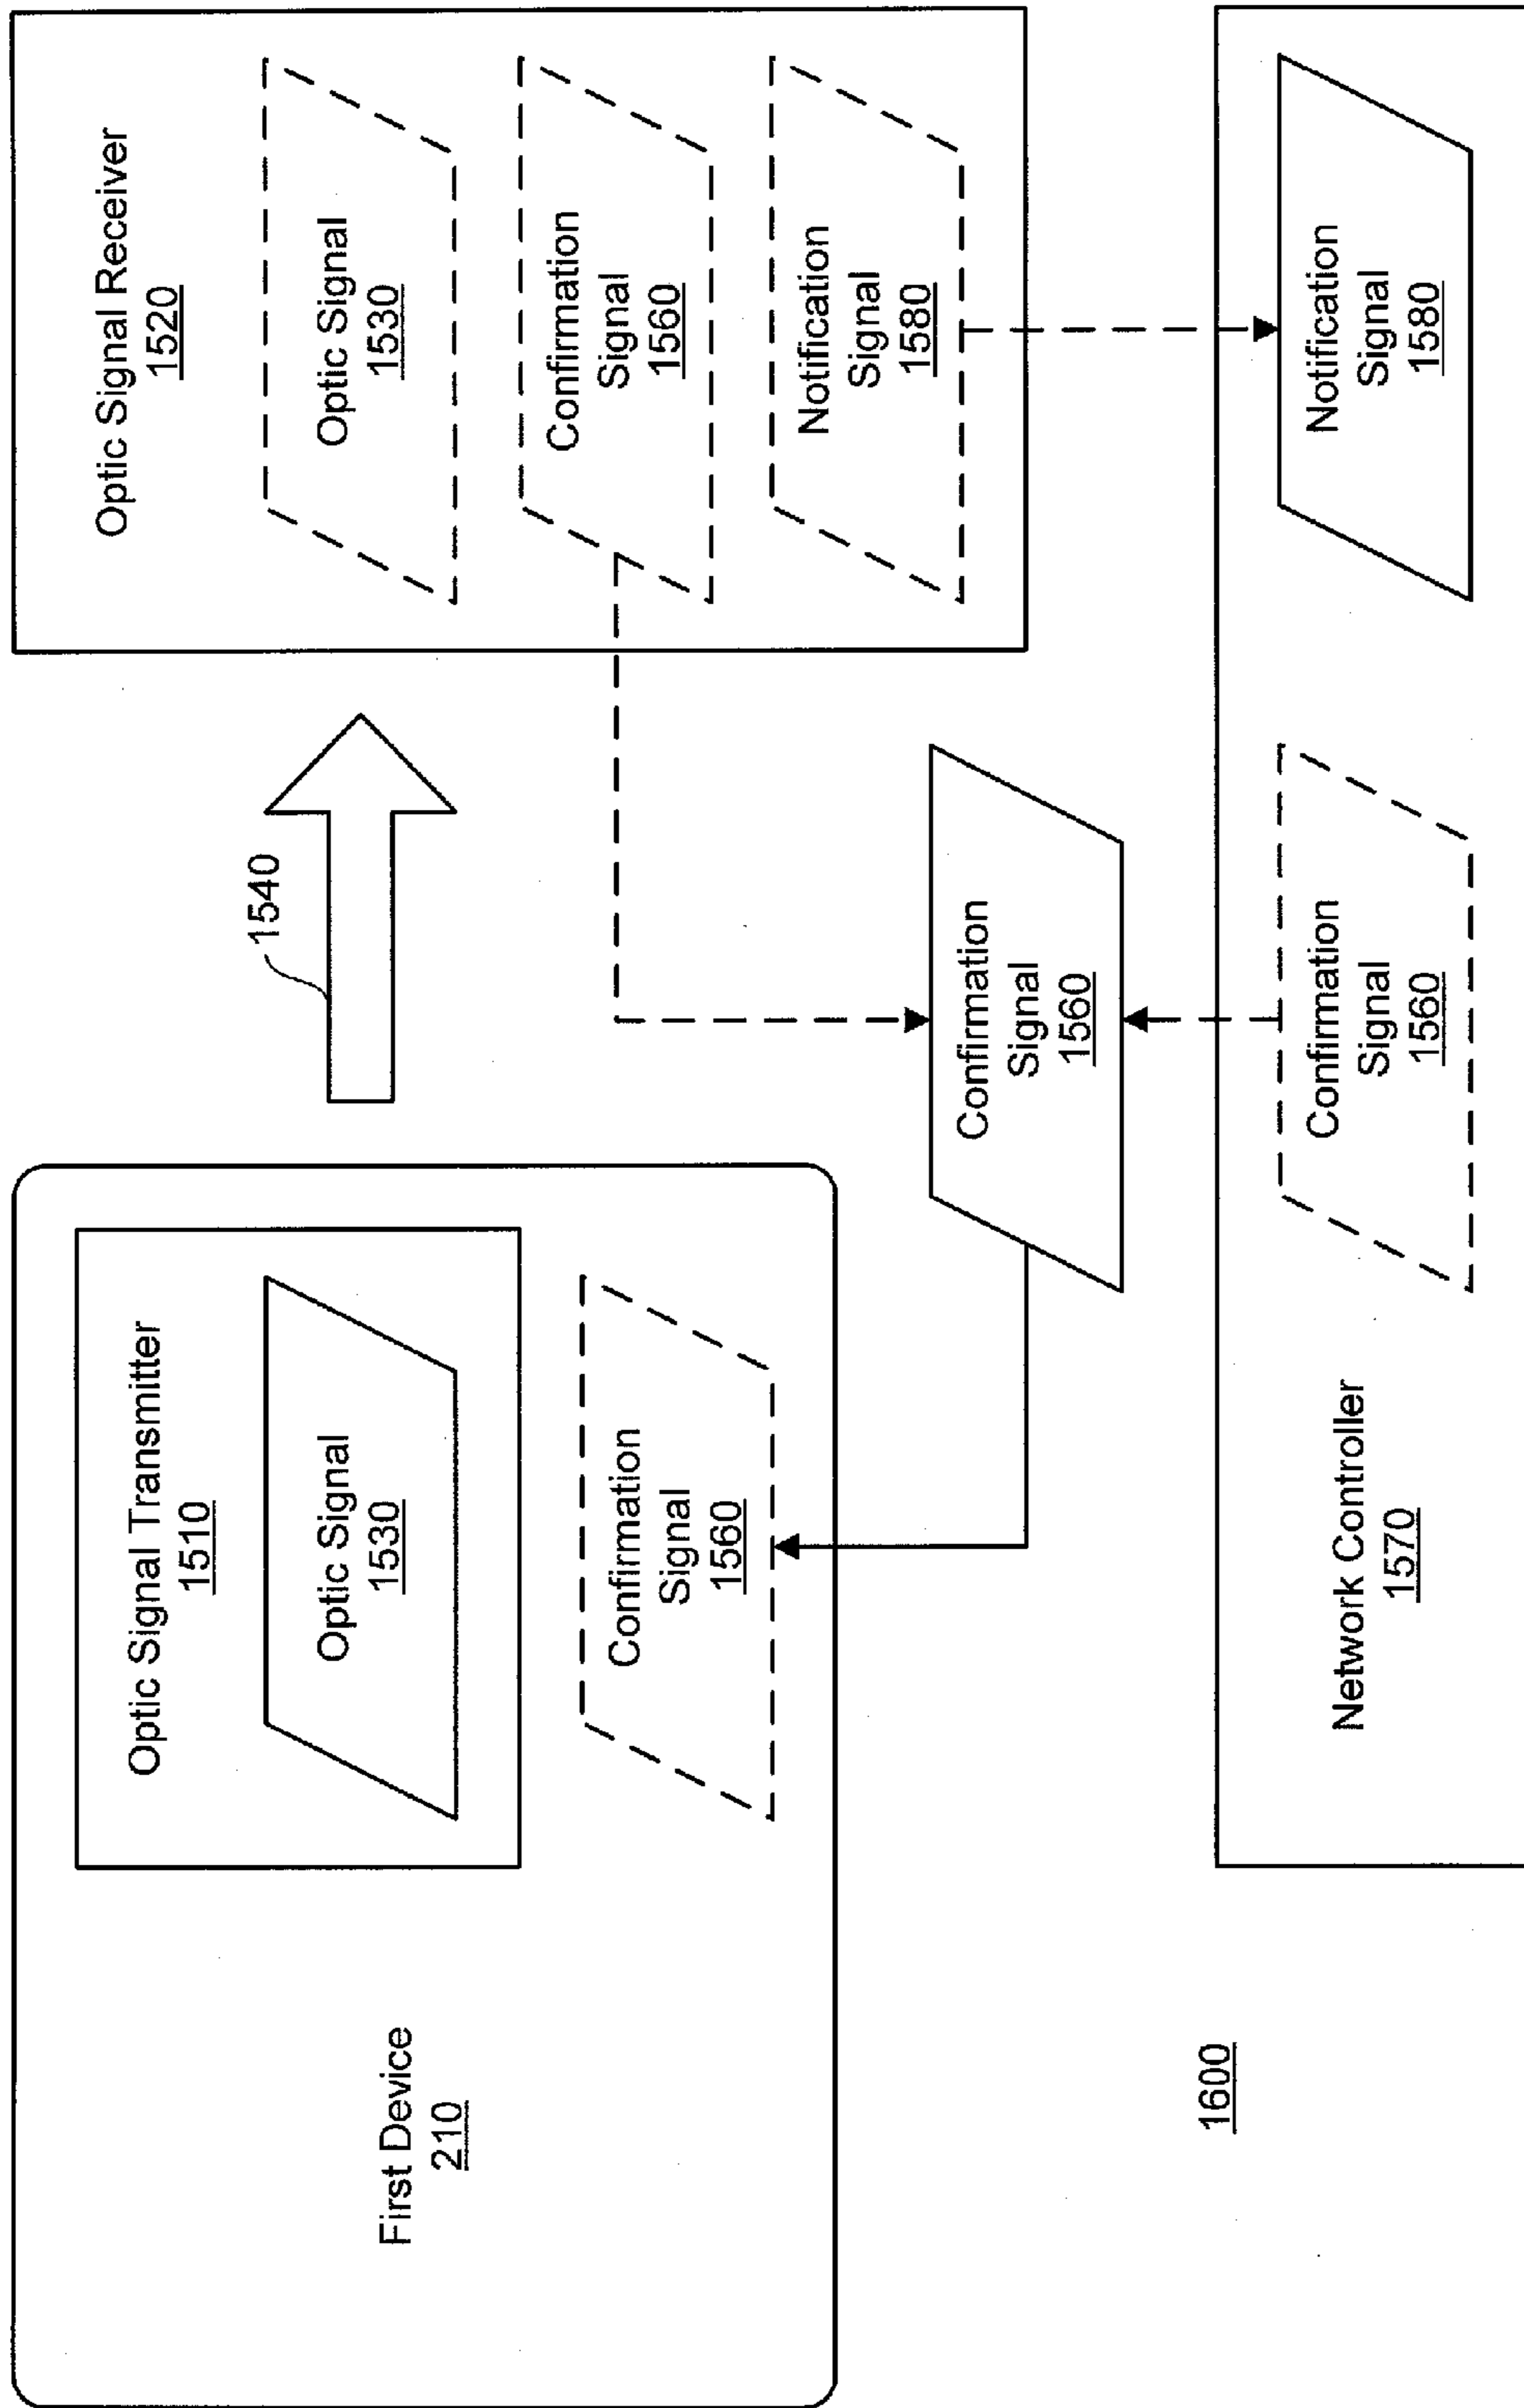 First Device
210
Optic Signal Transmitter
1510
Optic Signal
1530
Confirmation
Signal
1560
1540
Optic Signal Receiver
1520
Optic Signal
1530
Confirmation
Signal
1560
Notification
Signal
1580
Confirmation
Signal
1560
1600
Network Controller
1570
Confirmation
Signal
1560
Notification
Signal
1580